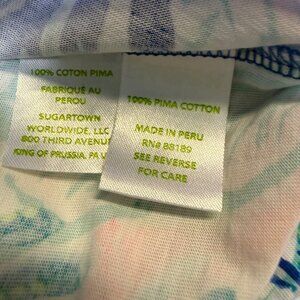 100% COTON PIMA
FABRIQUÉ AU
PEROU
SUGARTOWN
WORLDWIDE, LLC
800 THIRD AVENUE
KING OF PRUSSIA, PA
100% PIMA COTTON
MADE IN PERU
RN# 88189
SEE REVERSE
FOR CARE